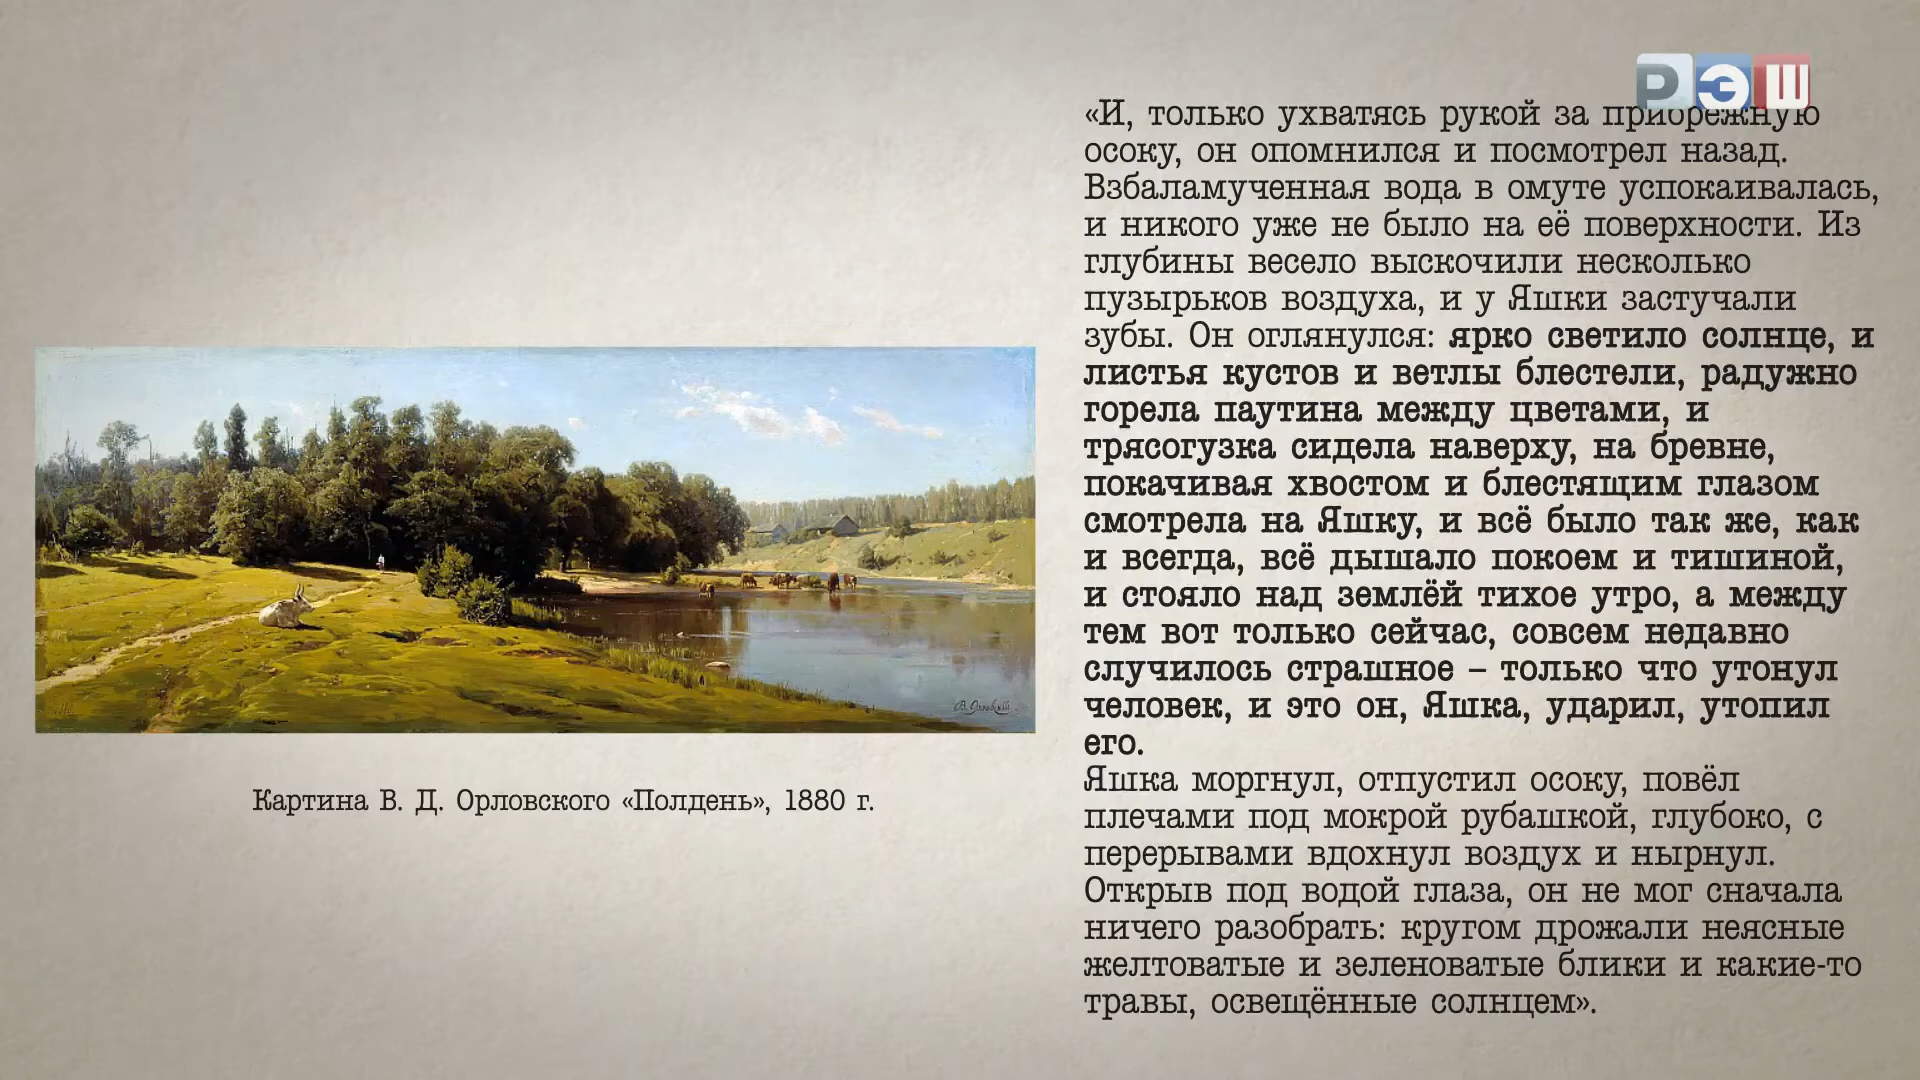 РЭШ
«И, только ухватясь рукой за прибрежную
осоку, он опомнился и посмотрел назад.
Взбаламученная вода в омуте успокаивалась,
и никого уже не было на её поверхности. Из
глубины весело выскочили несколько
пузырьков воздуха, и у Яшки застучали
зубы. Он оглянулся: ярко светило солнце, и
листья кустов и ветлы блестели, радужно
горела паутина между цветами, и
трясогузка сидела наверху, на бревне,
покачивая хвостом и блестящим глазом
смотрела на Яшку, и всё было так же, как
и всегда, всё дышало покоем и тишиной,
и стояло над землёй тихое утро, а между
тем вот только сейчас, совсем недавно
случилось страшное – только что утонул
человек, и это он, Яшка, ударил, утопил
его.
Яшка моргнул, отпустил осоку, повёл
плечами под мокрой рубашкой, глубоко, с
перерывами вдохнул воздух и нырнул.
Открыв под водой глаза, он не мог сначала
ничего разобрать: кругом дрожали неясные
желтоватые и зеленоватые блики и какие-то
травы, освещённые солнцем».
Картина В. Д. Орловского «Полдень», 1880 г.